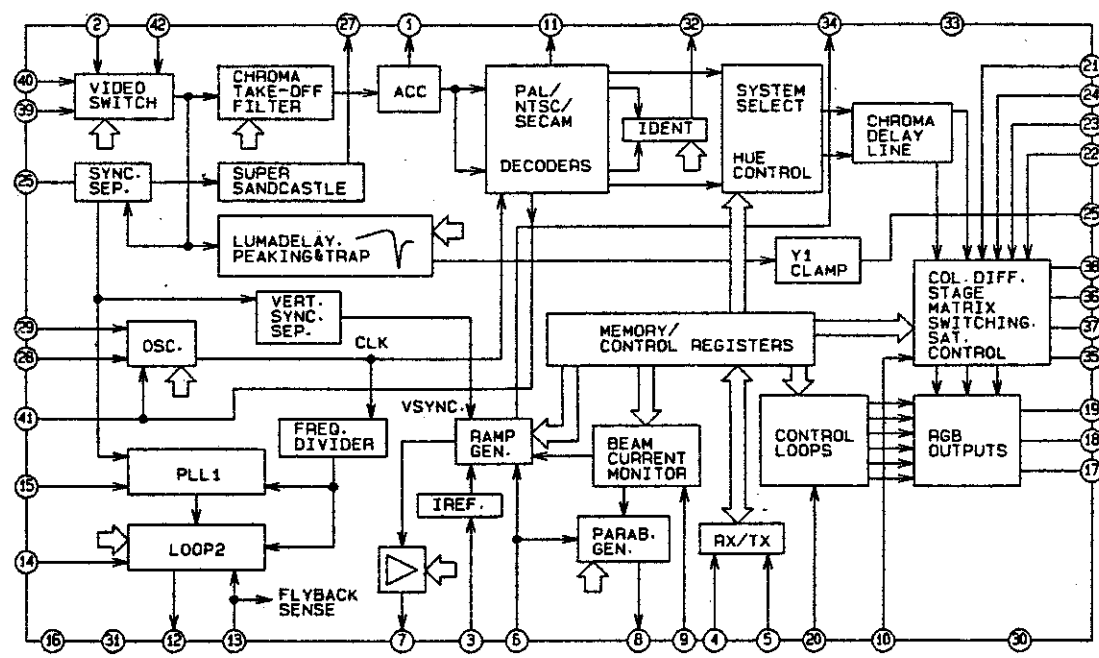 2
42
27
1
11
32
34
33
40
39
VIDEO
SWITCH
CHROMA
TAKE-OFF
FILTER
ACC
PAL/
NTSC/
SECAM
DECODERS
IDENT
SYSTEM
SELECT
HUE
CONTROL
CHROMA
DELAY
LINE
21
24
23
22
25
SYNC.
SEP.
SUPER
SANDCASTLE
LUMADELAY.
PEAKING&TRAP
Y1
CLAMP
25
COL.DIFF.
STAGE
MATRIX
SWITCHING.
SAT.
CONTROL
38
36
37
35
VERT.
SYNC.
SEP.
29
28
OSC.
CLK
MEMORY/
CONTROL REGISTERS
41
FREQ.
DIVIDER
VSYNC.
RAMP
GEN.
BEAM
CURRENT
MONITOR
CONTROL
LOOPS
RGB
OUTPUTS
19
18
17
15
PLL1
IREF.
PARAB.
GEN.
RX/TX
14
LOOP2
FLYBACK
SENSE
16
31
12
13
7
3
6
8
9
4
5
20
10
30